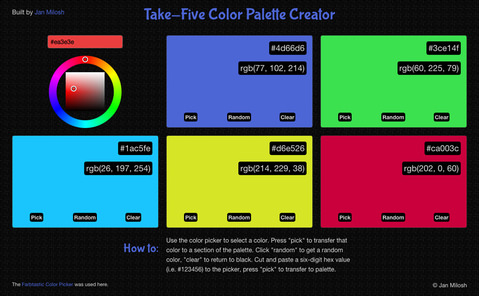 Built by Jan Milosh
Take-Five Color Palette Creator
#ea3e3e
#4d66d6
rgb(77, 102, 214)
Pick Random Clear
#3ce14f
rgb(60, 225, 79)
Pick Random Clear
#1ac5fe
rgb(26, 197, 254)
Pick Random Clear
#d6e526
rgb(214, 229, 38)
Pick Random Clear
#ca003c
rgb(202, 0, 60)
Pick Random Clear
How to:
Use the color picker to select a color. Press "pick" to transfer that
color to a section of the palette. Click "random" to get a random
color, "clear" to return to black. Cut and paste a six-digit hex value
(i.e. #123456) to the picker, press "pick" to transfer to palette.
The Farbtastic Color Picker was used here.
© Jan Milosh